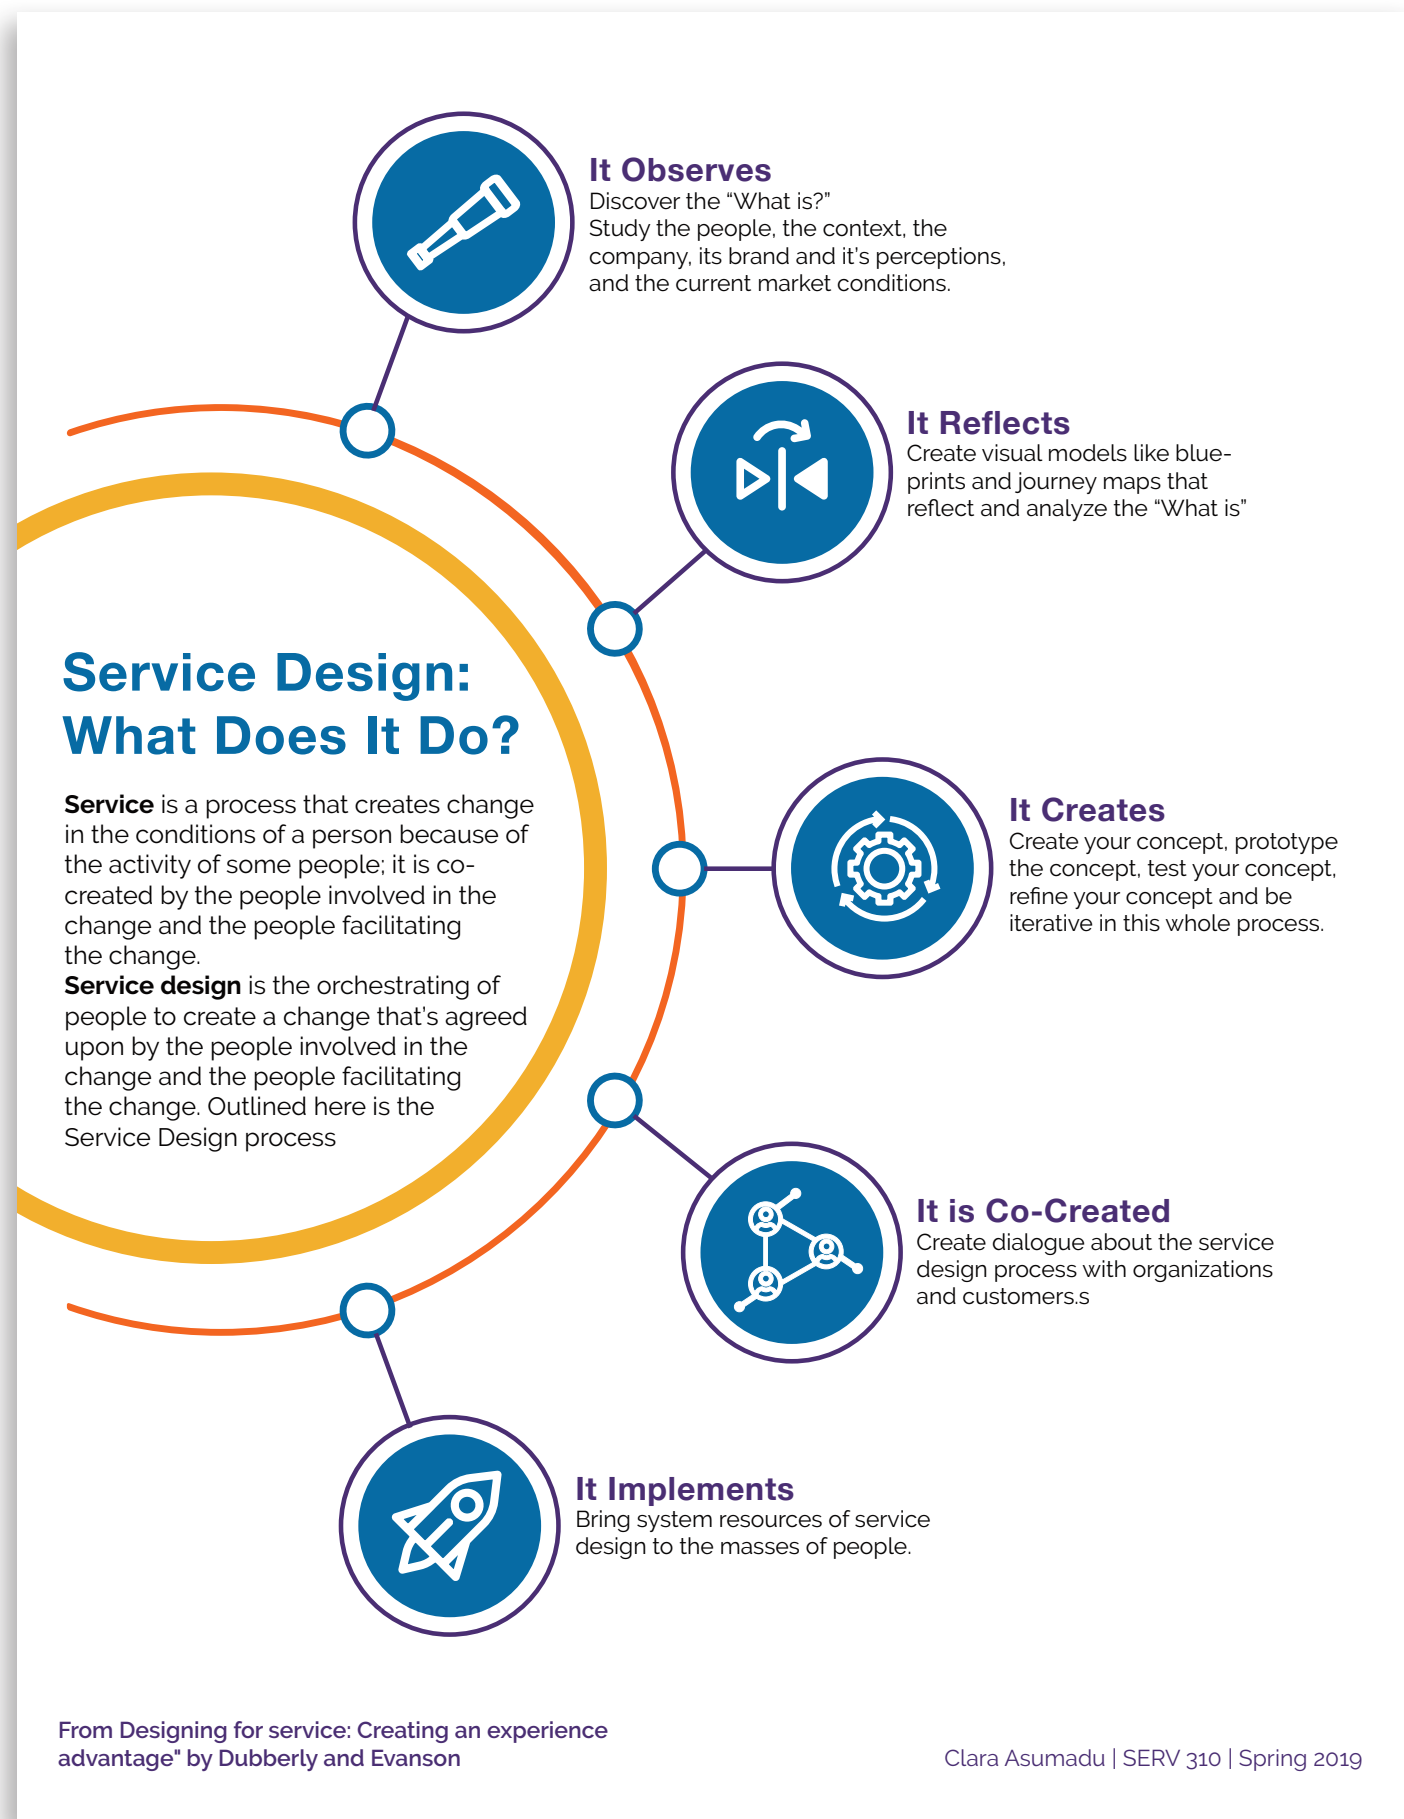 It Observes
Discover the “What is?”
Study the people, the context, the
company, its brand and it’s perceptions,
and the current market conditions.
It Reflects
Create visual models like blue-
prints and journey maps that
reflect and analyze the “What is”
Service Design:
What Does It Do?
Service is a process that creates change
in the conditions of a person because of
the activity of some people; it is co-
created by the people involved in the
change and the people facilitating
the change.
Service design is the orchestrating of
people to create a change that’s agreed
upon by the people involved in the
change and the people facilitating
the change. Outlined here is the
Service Design process
It Creates
Create your concept, prototype
the concept, test your concept,
refine your concept and be
iterative in this whole process.
It is Co-Created
Create dialogue about the service
design process with organizations
and customers.s
It Implements
Bring system resources of service
design to the masses of people.
From Designing for service: Creating an experience
advantage" by Dubberly and Evanson
Clara Asumadu | SERV 310 | Spring 2019